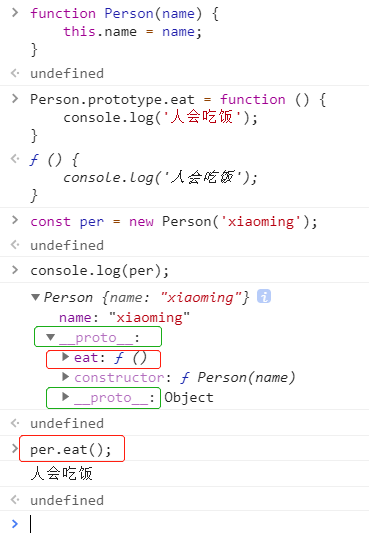 function Person(name) {
this.name = name;
}
undefined
Person.prototype.eat = function () {
console.log('人会吃饭');
}
ƒ () {
console.log('人会吃饭');
}
const per = new Person('xiaoming');
undefined
console.log(per);
Person {name: "xiaoming"} i
name: "xiaoming"
__proto__:
eat: ƒ ()
constructor: ƒ Person(name)
__proto__: Object
undefined
per.eat();
人会吃饭
undefined